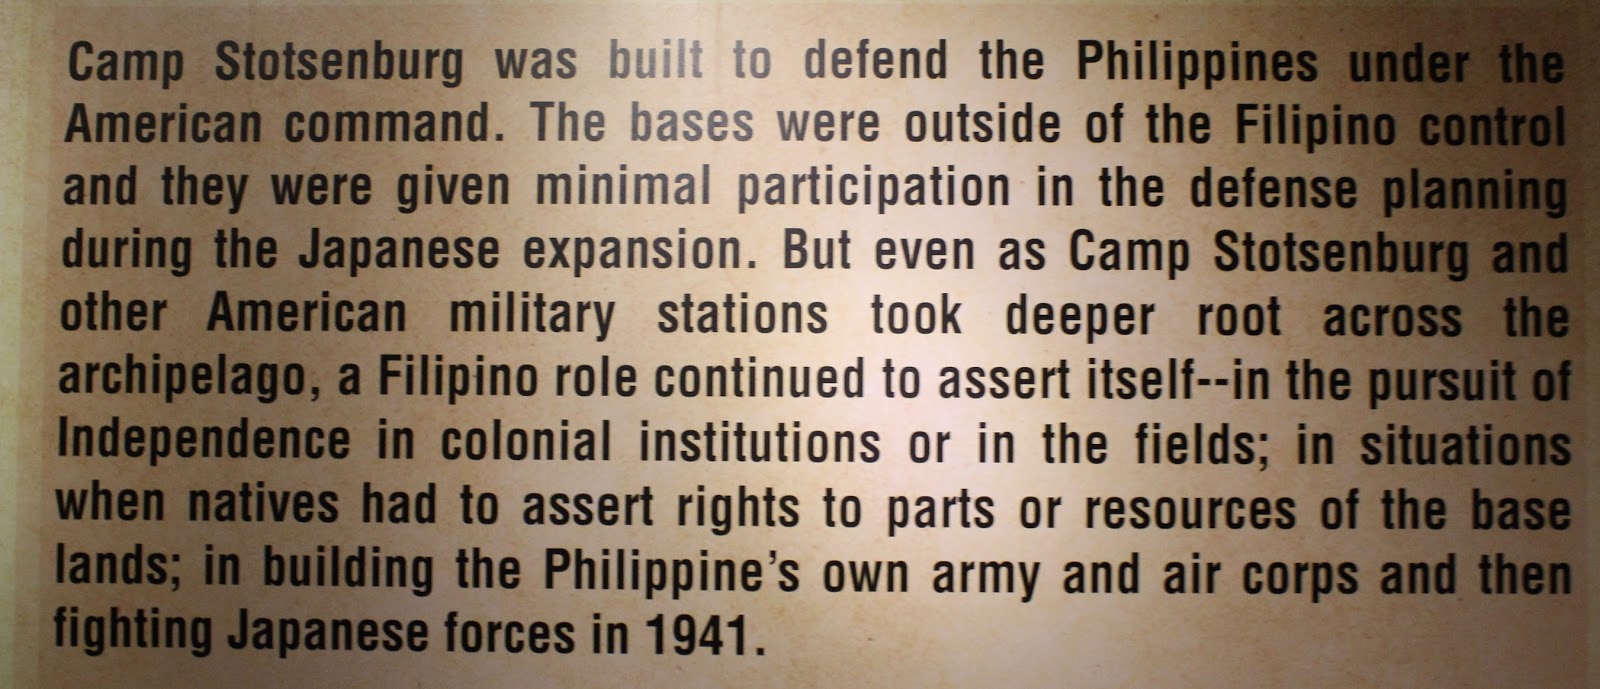 Camp Stotsenburg was built to defend the Philippines under the
American command. The bases were outside of the Filipino control
and they were given minimal participation in the defense planning
during the Japanese expansion. But even as Camp Stotsenburg and
other American military stations took deeper root across the
archipelago, a Filipino role continued to assert itself--in the pursuit of
Independence in colonial institutions or in the fields; in situations
when natives had to assert rights to parts or resources of the base
lands; in building the Philippine's own army and air corps and then
fighting Japanese forces in 1941.